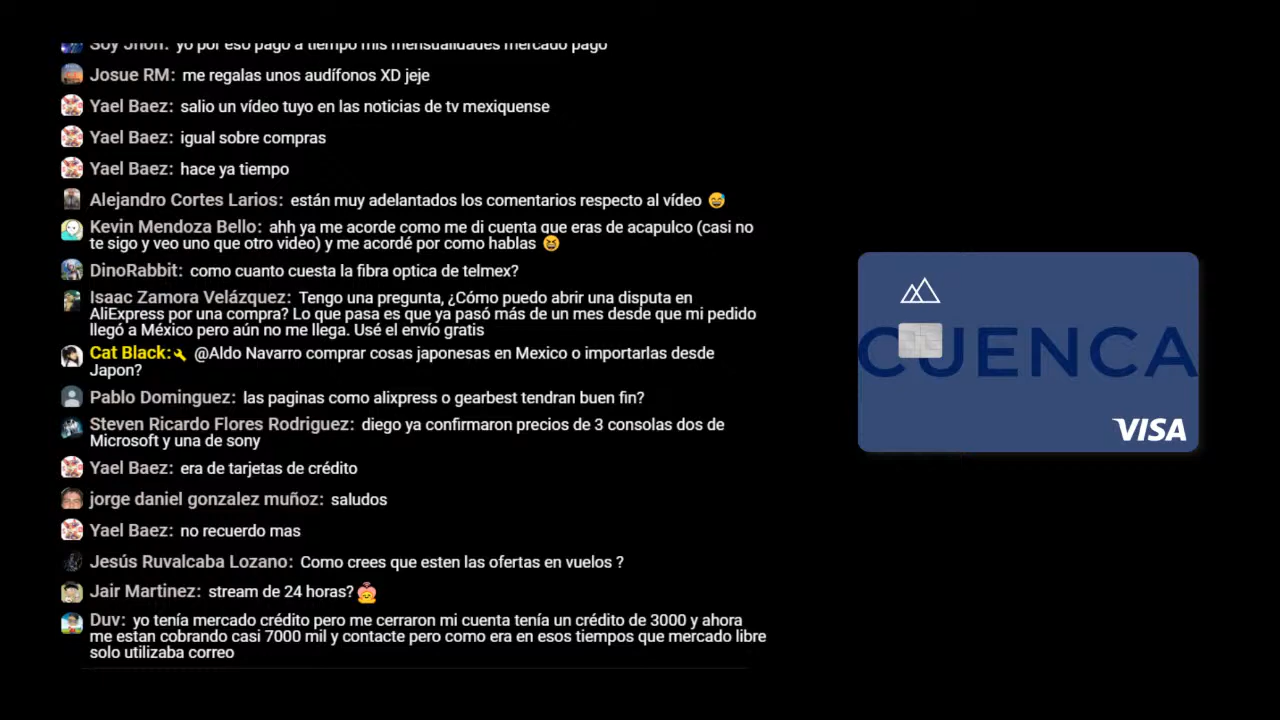 Soy Jhon: yo por eso pago a tiempo mis mensualidades mercado pago
Josue RM: me regalas unos audífonos XD jeje
Yael Baez: salio un vídeo tuyo en las noticias de tv mexiquense
Yael Baez: igual sobre compras
Yael Baez: hace ya tiempo
Alejandro Cortes Larios: están muy adelantados los comentarios respecto al vídeo 😅
Kevin Mendoza Bello: ahh ya me acorde como me di cuenta que eras de acapulco (casi no
te sigo y veo uno que otro video) y me acordé por como hablas 😆
DinoRabbit: como cuanto cuesta la fibra optica de telmex?
Isaac Zamora Velázquez: Tengo una pregunta, ¿Cómo puedo abrir una disputa en
AliExpress por una compra? Lo que pasa es que ya pasó más de un mes desde que mi pedido
llegó a México pero aún no me llega. Usé el envío gratis
Cat Black: @Aldo Navarro comprar cosas japonesas en Mexico o importarlas desde
Japon?
Pablo Dominguez: las paginas como alixpress o gearbest tendran buen fin?
Steven Ricardo Flores Rodriguez: diego ya confirmaron precios de 3 consolas dos de
Microsoft y una de sony
Yael Baez: era de tarjetas de crédito
jorge daniel gonzalez muñoz: saludos
Yael Baez: no recuerdo mas
Jesús Ruvalcaba Lozano: Como crees que esten las ofertas en vuelos ?
Jair Martinez: stream de 24 horas?
Duv: yo tenía mercado crédito pero me cerraron mi cuenta tenía un crédito de 3000 y ahora
me estan cobrando casi 7000 mil y contacte pero como era en esos tiempos que mercado libre
solo utilizaba correo
CUENCA
VISA